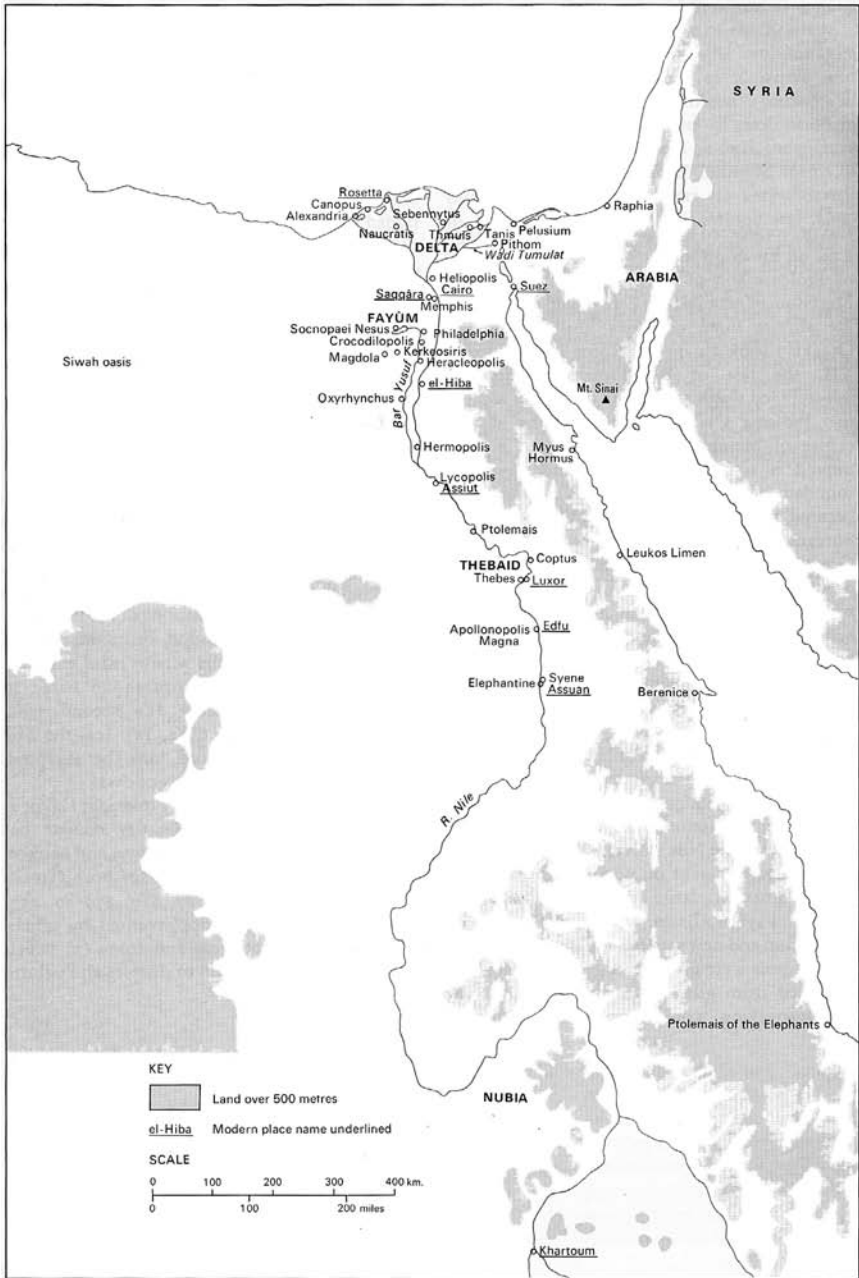 SYRIA
Rosetta
Canopus
Alexandria
Sebennytus
Naucratis
Thmuis
Tanis
Pelusium
Raphia
DELTA
Pithom
Wadi Tumulat
Heliopolis
Cairo
Suez
ARABIA
Saqqâra
Memphis
FAYÙM
Socnopaei Nesus
Philadelphia
Crocodilopolis
Siwah oasis
Magdola
Kerkeosiris
Heracleopolis
el-Hiba
Mt. Sinai
Oxyrhynchus
Bar Yusuf
Hermopolis
Myus
Hormus
Lycopolis
Assiut
Ptolemais
Coptus
Leukos Limen
THEBAID
Thebes
Luxor
Apollonopolis
Magna
Edfu
Elephantine
Syene
Assuan
Berenice
R. Nile
Ptolemais of the Elephants
NUBIA
Khartoum
KEY
Land over 500 metres
el-Hiba Modern place name underlined
SCALE
0 100 200 300 400 km.
0 100 200 miles